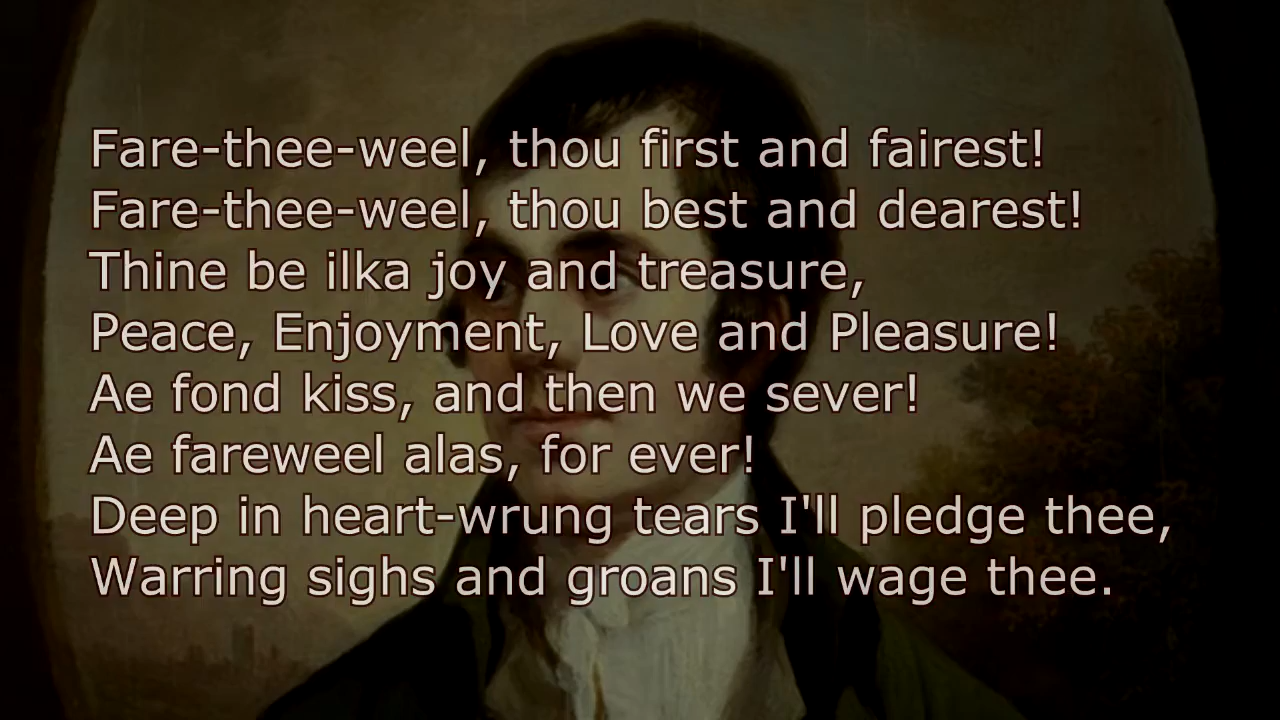 Fare-thee-weel, thou first and fairest!
Fare-thee-weel, thou best and dearest!
Thine be ilka joy and treasure,
Peace, Enjoyment, Love and Pleasure!
Ae fond kiss, and then we sever!
Ae fareweel alas, for ever!
Deep in heart-wrung tears I'll pledge thee,
Warring sighs and groans I'll wage thee.